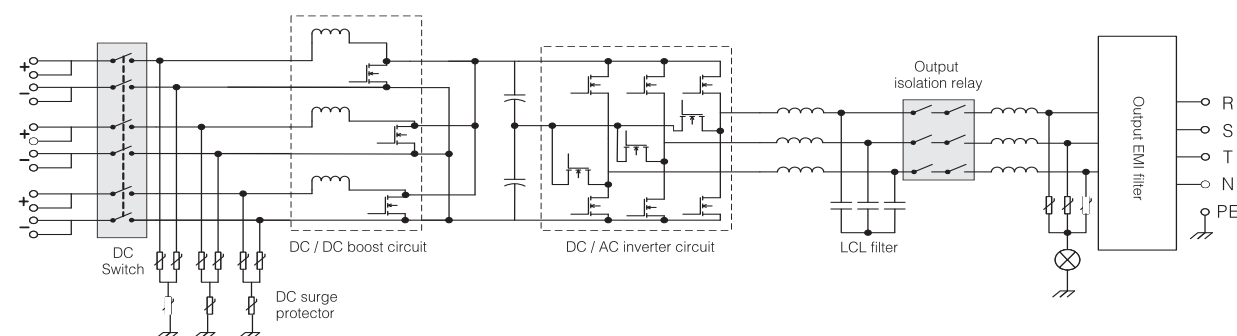 Output
isolation relay
+
−
+
−
+
−
DC
Switch
DC / DC boost circuit
DC / AC inverter circuit
LCL filter
DC surge
protector
Output EMI filter
R
S
T
N
PE